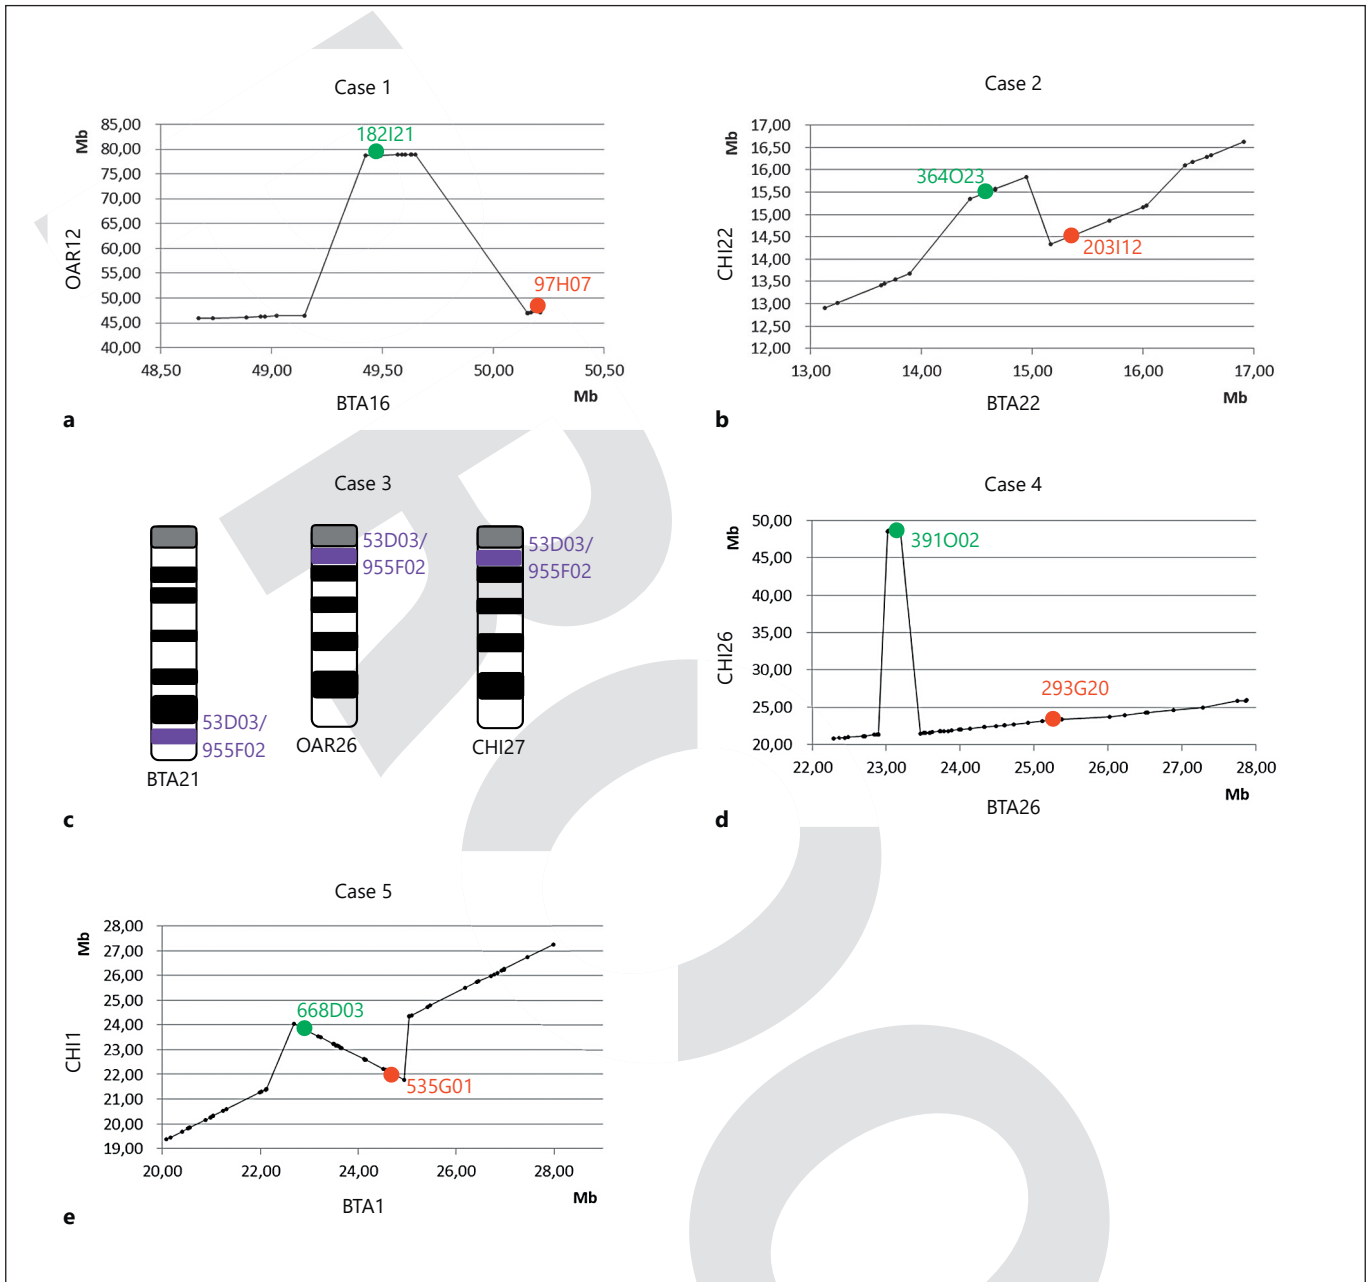 Case 1
Mb
85,00
80,00
75,00
70,00
65,00
60,00
55,00
50,00
45,00
40,00
OAR12
182I21
97H07
48,50 49,00 49,50 50,00 50,50
BTA16
Mb
a
Case 2
Mb
17,00
16,50
16,00
15,50
15,00
14,50
14,00
13,50
13,00
12,50
12,00
CHI22
364O23
203I12
13,00 14,00 15,00 16,00 17,00
BTA22
Mb
b
Case 3
53D03/
955F02
BTA21
53D03/
955F02
OAR26
53D03/
955F02
CHI27
c
Case 4
Mb
50,00
45,00
40,00
35,00
30,00
25,00
20,00
CHI26
391O02
293G20
22,00 23,00 24,00 25,00 26,00 27,00 28,00
BTA26
Mb
d
Case 5
Mb
28,00
27,00
26,00
25,00
24,00
23,00
22,00
21,00
20,00
19,00
CHI1
668D03
535G01
20,00 22,00 24,00 26,00 28,00
BTA1
Mb
e